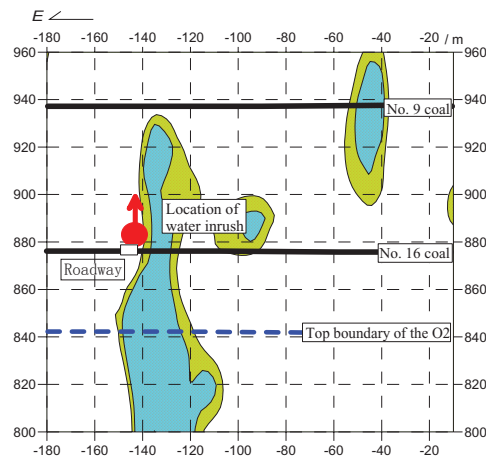 E
-180 -160 -140 -120 -100 -80 -60 -40 -20
/ m
960 960
940 940
No. 9 coal
920 920
900 900
Location of
water inrush
880 880
No. 16 coal
Roadway
860 860
840 840
Top boundary of the O2
820 820
800 800
-180 -160 -140 -120 -100 -80 -60 -40 -20